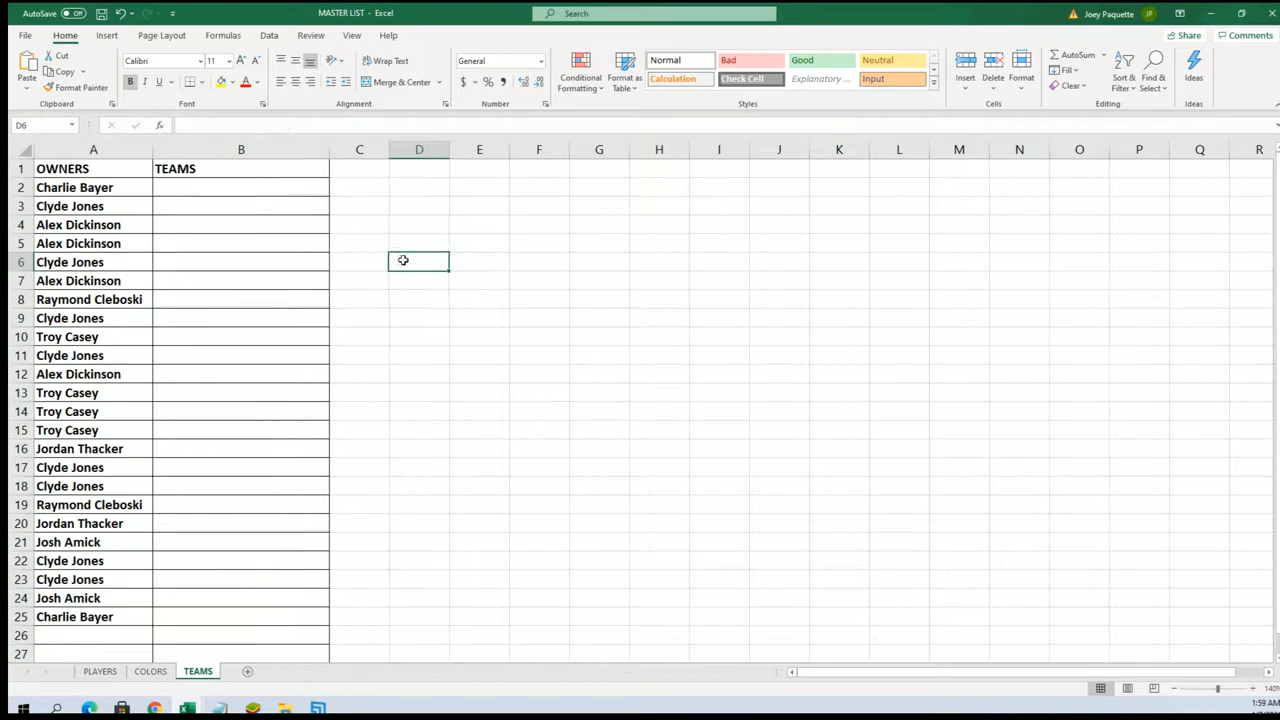 AutoSave Off MASTER LIST - Excel Search Joey Paquette JP
File Home Insert Page Layout Formulas Data Review View Help Share Comments
Paste Cut Copy Format Painter Clipboard
Calibri 11 B I U Font
Wrap Text Merge & Center Alignment
General $ % Number
Conditional Formatting Format as Table Normal Bad Good Neutral Calculation Check Cell Explanatory ... Input Styles
Insert Delete Format Cells
AutoSum Fill Clear Sort & Filter Find & Select Editing
Ideas Ideas
D6 fx
A B C D E F G H I J K L M N O P Q R
1 OWNERS TEAMS
2 Charlie Bayer
3 Clyde Jones
4 Alex Dickinson
5 Alex Dickinson
6 Clyde Jones
7 Alex Dickinson
8 Raymond Cleboski
9 Clyde Jones
10 Troy Casey
11 Clyde Jones
12 Alex Dickinson
13 Troy Casey
14 Troy Casey
15 Troy Casey
16 Jordan Thacker
17 Clyde Jones
18 Clyde Jones
19 Raymond Cleboski
20 Jordan Thacker
21 Josh Amick
22 Clyde Jones
23 Clyde Jones
24 Josh Amick
25 Charlie Bayer
26
27
PLAYERS COLORS TEAMS
140%
1:59 AM